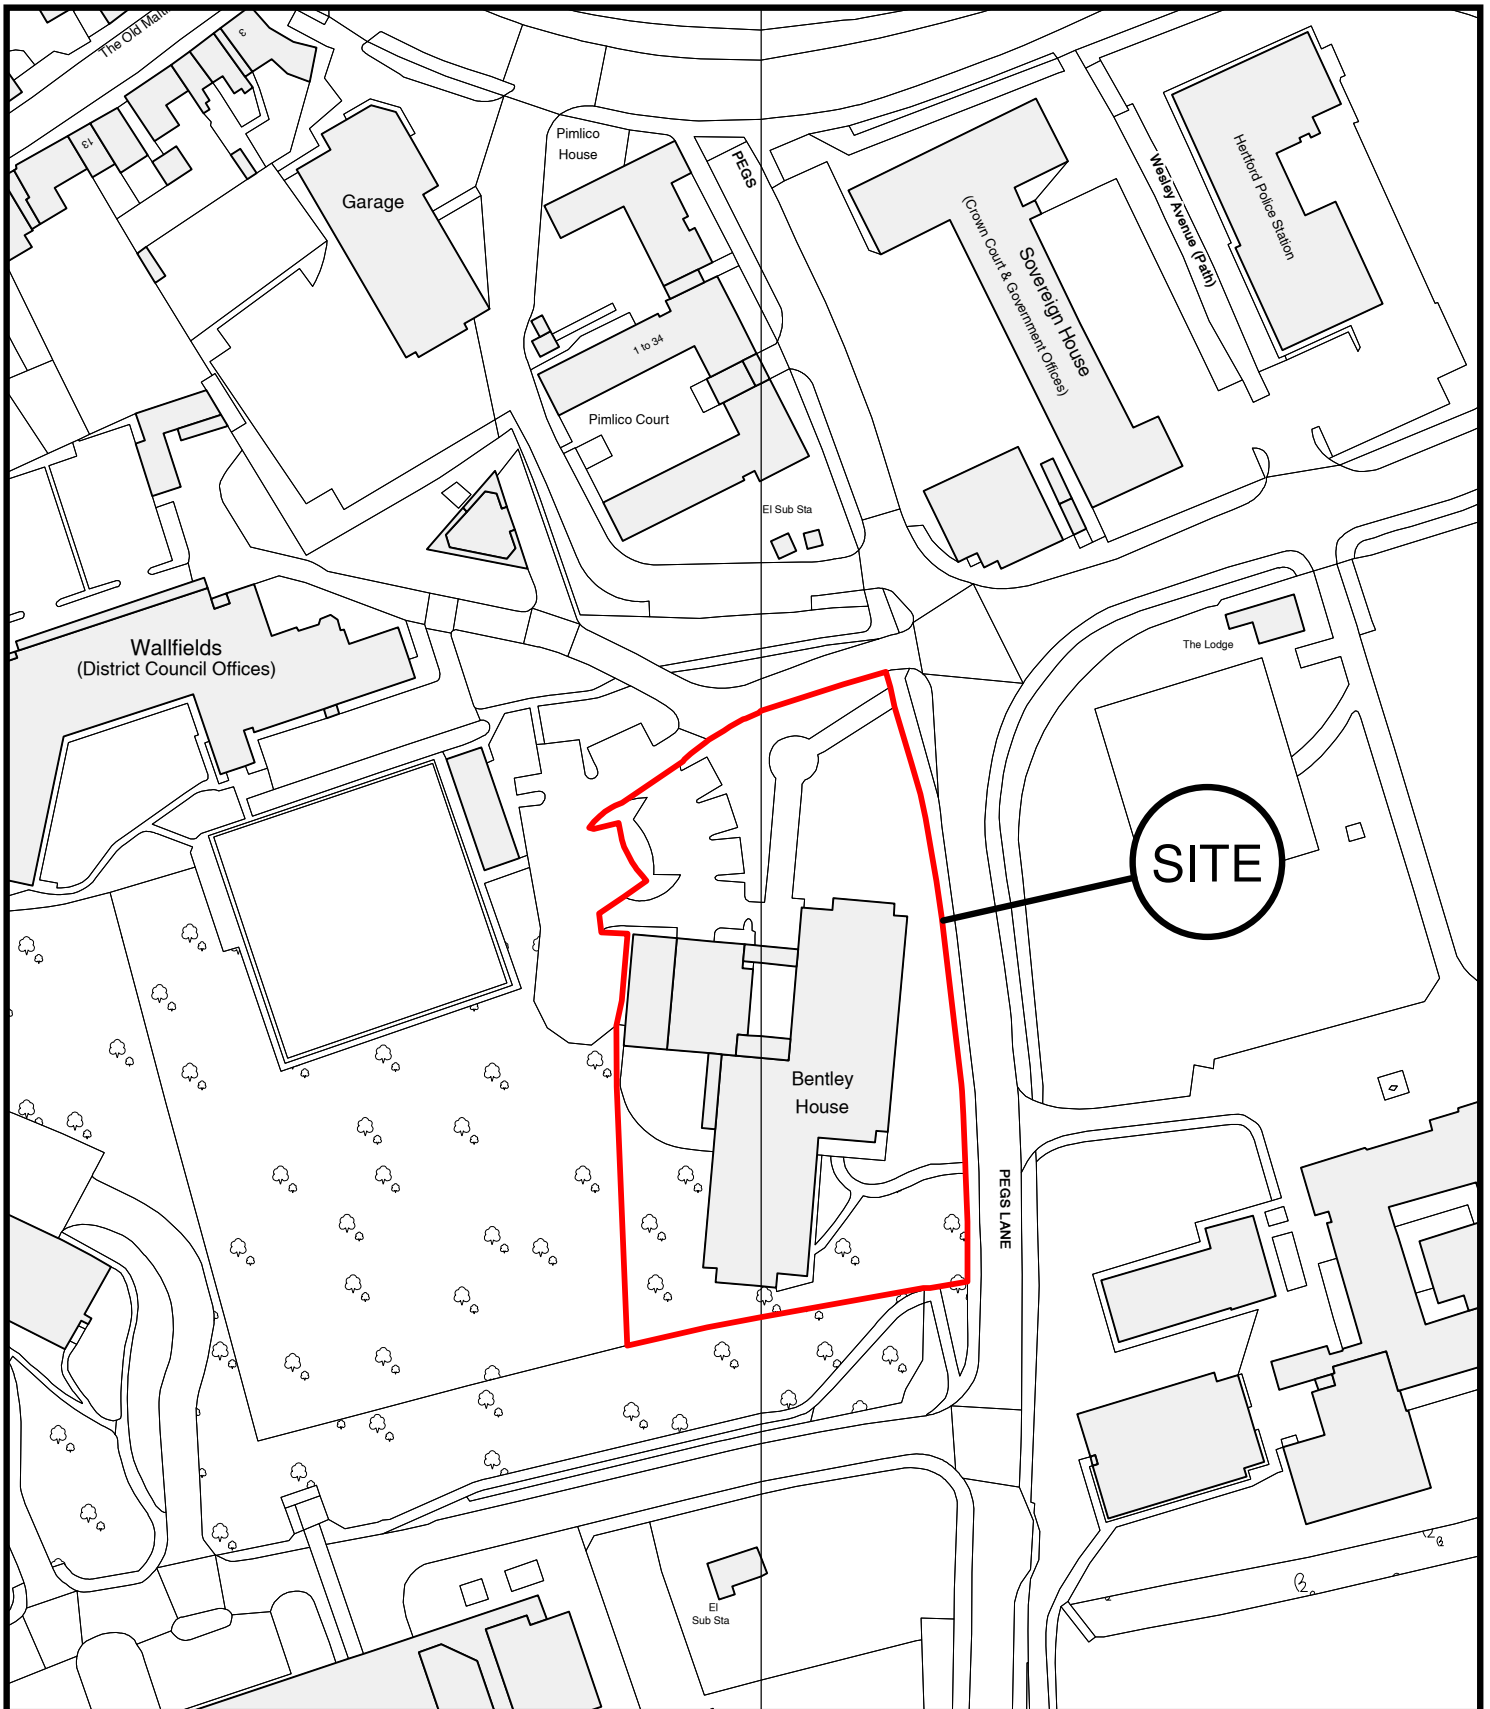 The Old
3
13
Garage
Pimlico
House
PEGS
Wesley Avenue (Path)
Hertford Police Station
Sovereign House
(Crown Court & Government Offices)
1 to 34
Pimlico Court
El Sub Sta
Wallfields
(District Council Offices)
The Lodge
SITE
Bentley
House
PEGS LANE
El
Sub Sta